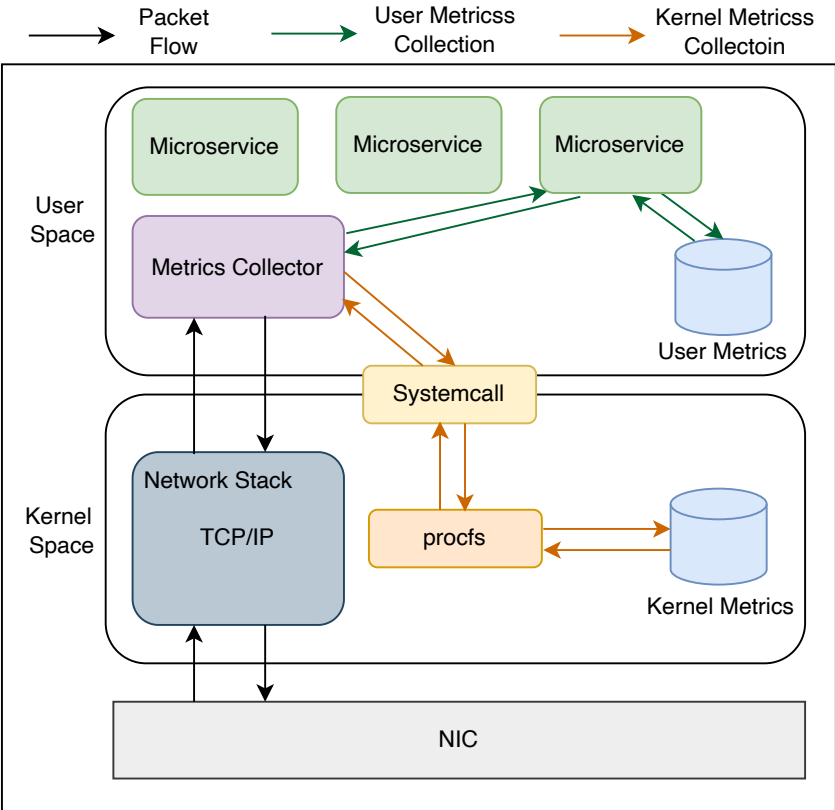 Packet
Flow
User Metricss
Collection
Kernel Metricss
Collectoin
Microservice
Microservice
Microservice
User
Space
Metrics Collector
User Metrics
Systemcall
Network Stack
TCP/IP
Kernel
Space
procfs
Kernel Metrics
NIC